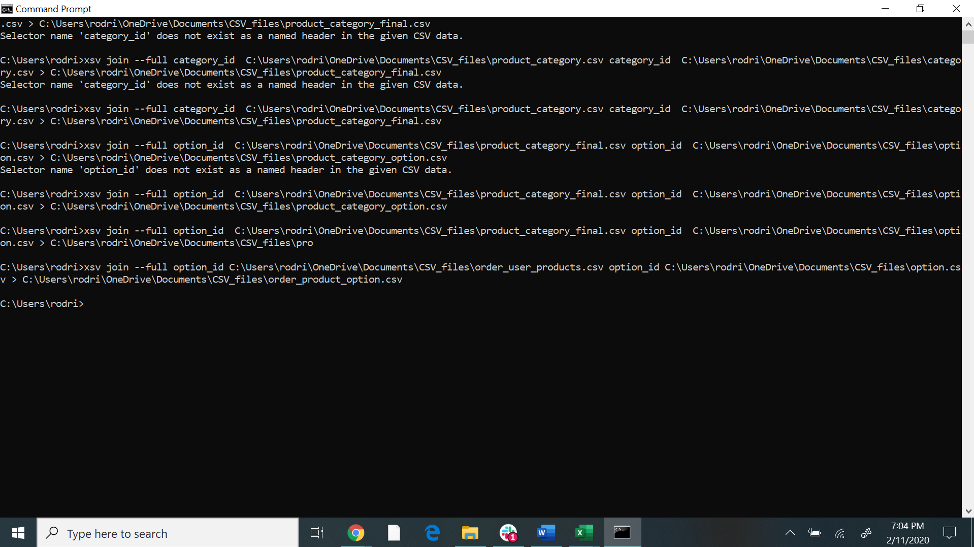 Command Prompt
.csv > C:\Users\rodri\OneDrive\Documents\CSV_files\product_category_final.csv
Selector name 'category_id' does not exist as a named header in the given CSV data.
C:\Users\rodri>xsv join --full category_id  C:\Users\rodri\OneDrive\Documents\CSV_files\product_category.csv category_id  C:\Users\rodri\OneDrive\Documents\CSV_files\catego
ry.csv > C:\Users\rodri\OneDrive\Documents\CSV_files\product_category_final.csv
Selector name 'category_id' does not exist as a named header in the given CSV data.
C:\Users\rodri>xsv join --full category_id  C:\Users\rodri\OneDrive\Documents\CSV_files\product_category.csv category_id  C:\Users\rodri\OneDrive\Documents\CSV_files\catego
ry.csv > C:\Users\rodri\OneDrive\Documents\CSV_files\product_category_final.csv
C:\Users\rodri>xsv join --full option_id  C:\Users\rodri\OneDrive\Documents\CSV_files\product_category_final.csv option_id  C:\Users\rodri\OneDrive\Documents\CSV_files\opti
on.csv > C:\Users\rodri\OneDrive\Documents\CSV_files\product_category_option.csv
Selector name 'option_id' does not exist as a named header in the given CSV data.
C:\Users\rodri>xsv join --full option_id  C:\Users\rodri\OneDrive\Documents\CSV_files\product_category_final.csv option_id  C:\Users\rodri\OneDrive\Documents\CSV_files\opti
on.csv > C:\Users\rodri\OneDrive\Documents\CSV_files\product_category_option.csv
C:\Users\rodri>xsv join --full option_id  C:\Users\rodri\OneDrive\Documents\CSV_files\product_category_final.csv option_id  C:\Users\rodri\OneDrive\Documents\CSV_files\opti
on.csv > C:\Users\rodri\OneDrive\Documents\CSV_files\pro
C:\Users\rodri>xsv join --full option_id C:\Users\rodri\OneDrive\Documents\CSV_files\order_user_products.csv option_id C:\Users\rodri\OneDrive\Documents\CSV_files\option.cs
v > C:\Users\rodri\OneDrive\Documents\CSV_files\order_product_option.csv
C:\Users\rodri>
Type here to search
1
7:04 PM
2/11/2020